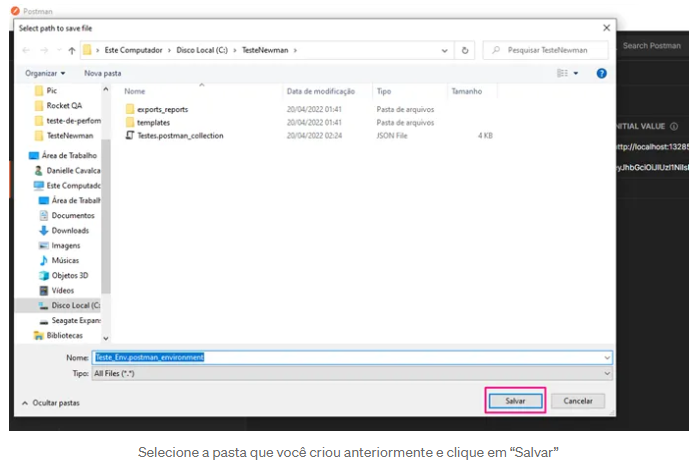 Postman
Select path to save file
Este Computador > Disco Local (C:) > TesteNewman >
Pesquisar TesteNewman
Search Postman
Organizar
Nova pasta
Pic
Rocket QA
teste-de-perfom
TesteNewman
Área de Trabalho
Danielle Cavalca
Este Computad
Área de Trabalh
Documentos
Downloads
Imagens
Músicas
Objetos 3D
Vídeos
Disco Local (C:
Seagate Expans
Bibliotecas
Nome Data de modificação Tipo Tamanho
exports_reports 20/04/2022 01:41 Pasta de arquivos
templates 20/04/2022 01:41 Pasta de arquivos
Testes.postman_collection 20/04/2022 02:24 JSON File 4 KB
NITIAL VALUE
http://localhost:13285
Nome: Teste_Env.postman_environment
Tipo: All Files (*.*)
Ocultar pastas
Salvar
Cancelar
Selecione a pasta que você criou anteriormente e clique em “Salvar”